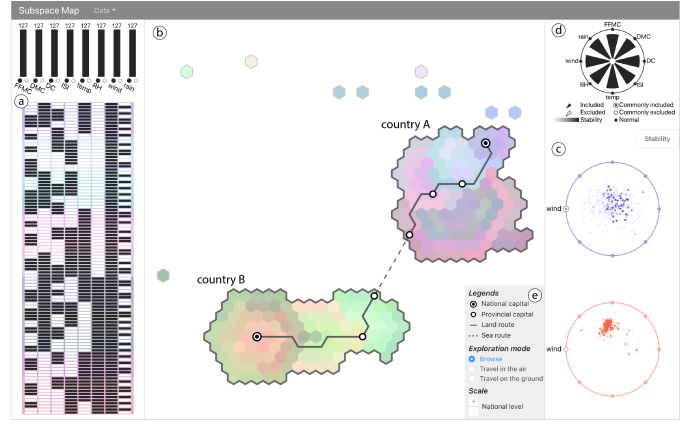 Subspace Map Data
127 127 127 127 127 127 127 127
FFMC DMC DC ISI temp RH wind rain
a
b
country A
country B
Legends
National capital
Provincial capital
Land route
Sea route
Exploration mode
Browse
Travel in the air
Travel on the ground
Scale
+ National level
-
e
d
FFMC
rain DMC
wind DC
RH ISI
temp
Included Commonly included
Excluded Commonly excluded
Stability Normal
Stability
c
wind
wind